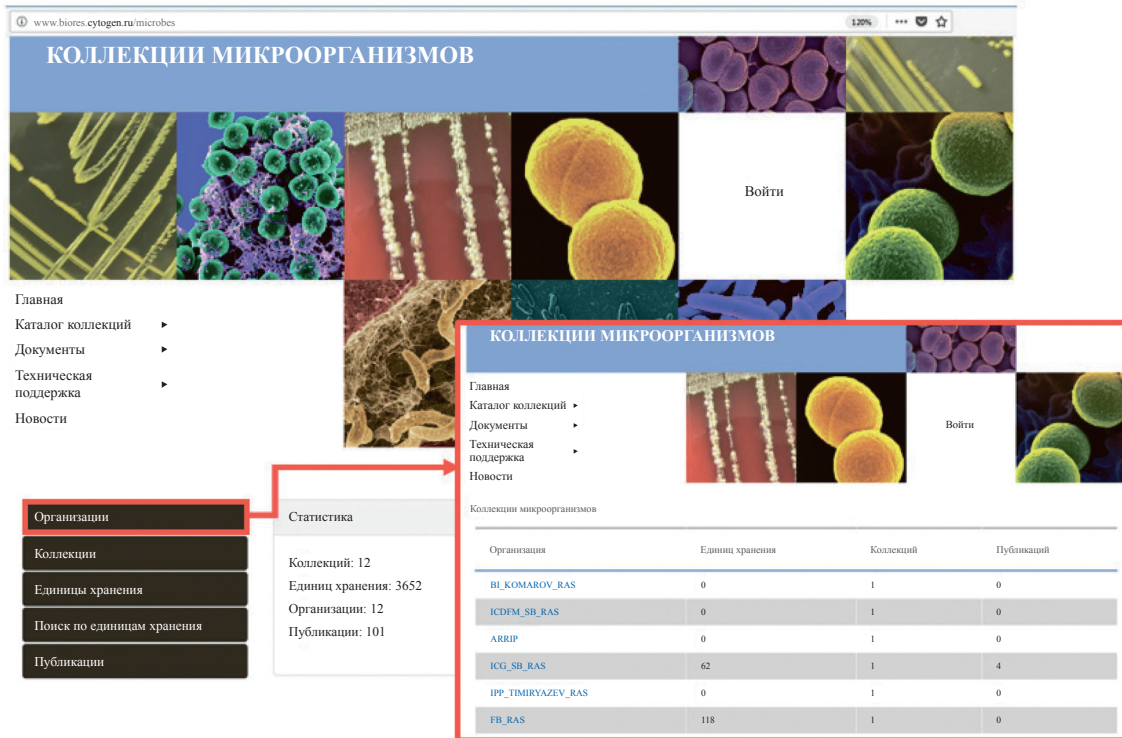 www.biores.cytogen.ru/microbes
120%
КОЛЛЕКЦИИ МИКРООРГАНИЗМОВ
Войти
Главная
Каталог коллекций
Документы
Техническая
поддержка
Новости
Организации
Коллекции
Единицы хранения
Поиск по единицам хранения
Публикации
Статистика
Коллекций: 12
Единиц хранения: 3652
Организации: 12
Публикации: 101
КОЛЛЕКЦИИ МИКРООРГАНИЗМОВ
Главная
Каталог коллекций
Документы
Техническая
поддержка
Новости
Войти
Коллекции микроорганизмов
Организация Единиц хранения Коллекций Публикаций
BI_KOMAROV_RAS 0 1 0
ICDFM_SB_RAS 0 1 0
ARRIP 0 1 0
ICG_SB_RAS 62 1 4
IPP_TIMIRYAZEV_RAS 0 1 0
FB_RAS 118 1 0